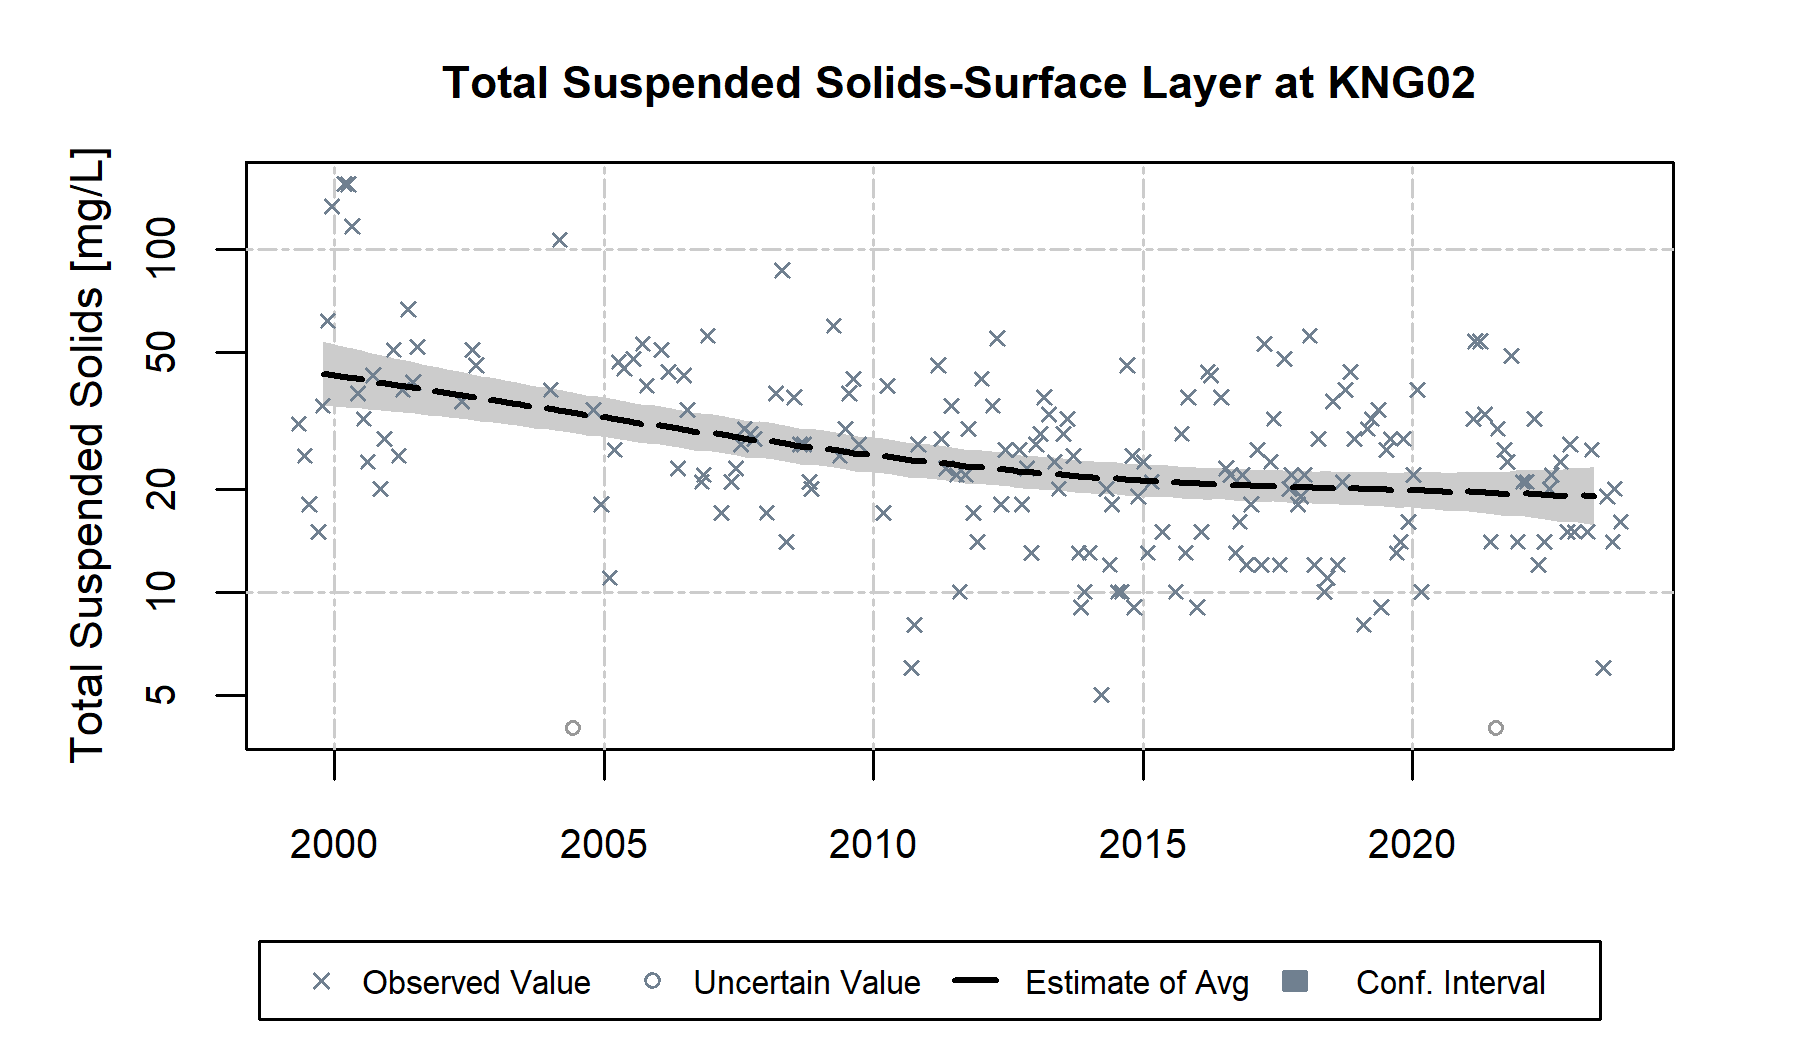 Total Suspended Solids-Surface Layer at KNG02
Total Suspended Solids [mg/L]
100
50
20
10
5
2000 2005 2010 2015 2020
Observed Value Uncertain Value Estimate of Avg Conf. Interval